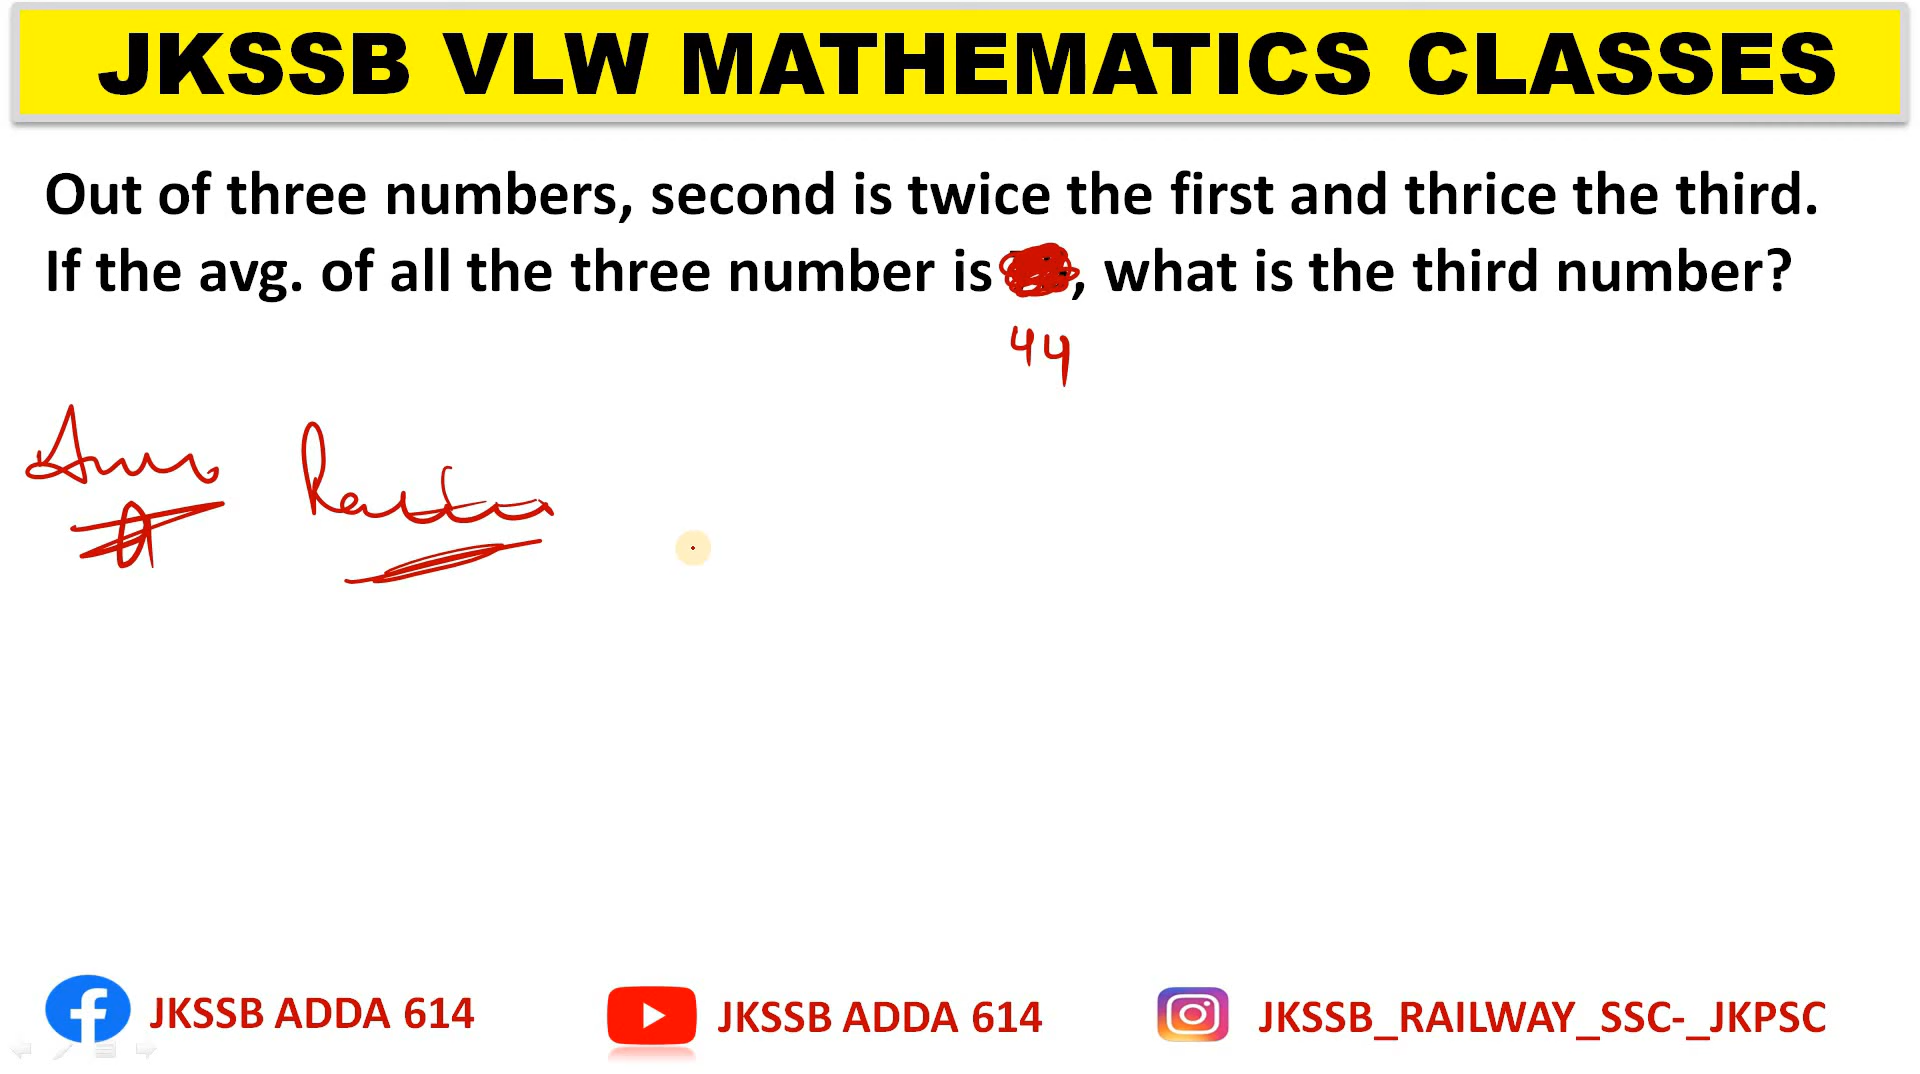 JKSSB VLW MATHEMATICS CLASSES
Out of three numbers, second is twice the first and thrice the third.
If the avg. of all the three number is , what is the third number?
44
JKSSB ADDA 614
JKSSB ADDA 614
JKSSB_RAILWAY_SSC-_JKPSC